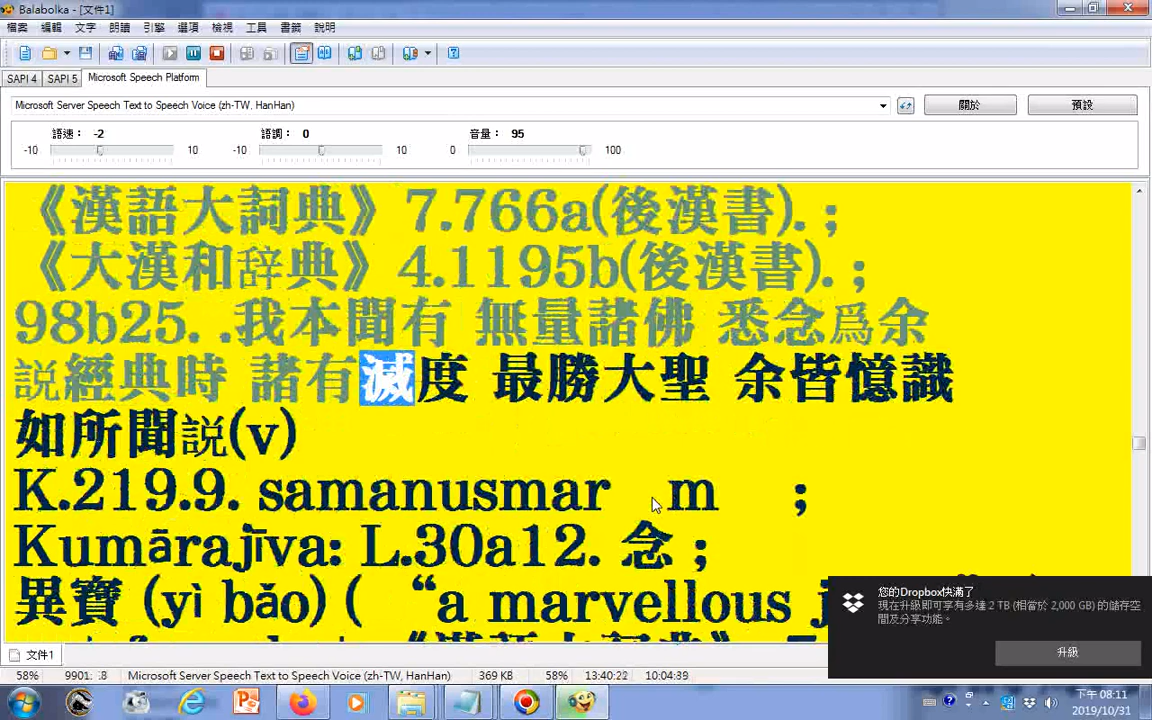 Balabolka - [文件1]
檔案 編輯 文字 朗讀 引擎 選項 檢視 工具 書籤 說明
SAPI 4 SAPI 5 Microsoft Speech Platform
Microsoft Server Speech Text to Speech Voice (zh-TW, HanHan) 關於 預設
語速： -2 語調： 0 音量： 95
-10 10 -10 10 0 100
《漢語大詞典》 7.766a(後漢書). ;
《大漢和辞典》 4.1195b(後漢書). ;
98b25. .我本聞有 無量諸佛 悉念爲余
説經典時 諸有滅度 最勝大聖 余皆憶識
如所聞説(v)
K.219.9. samanusmar m ;
Kumārajīva: L.30a12. 念 ;
異寶 (yì bǎo) ( “a marvellous j
文件1
58% 9901: .8 Microsoft Server Speech Text to Speech Voice (zh-TW, HanHan) 369 KB 58% 13:40:22 10:04:39
您的Dropbox快滿了
現在升級即可享有多達 2 TB (相當於 2,000 GB) 的儲存空
間及分享功能。
升級
下午 08:11
2019/10/31